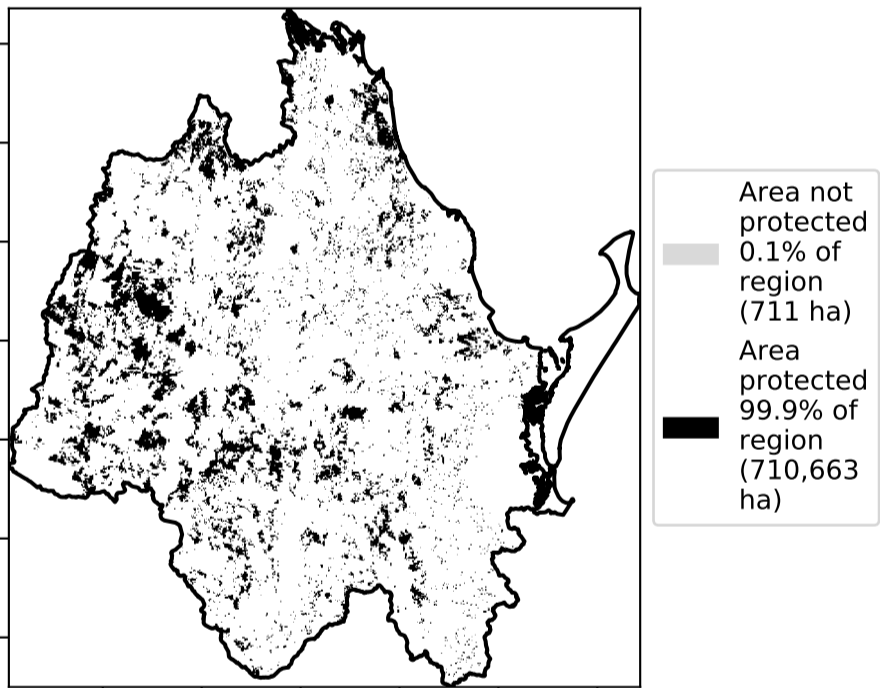 Area not
protected
0.1% of
region
(711 ha)
Area
protected
99.9% of
region
(710,663
ha)